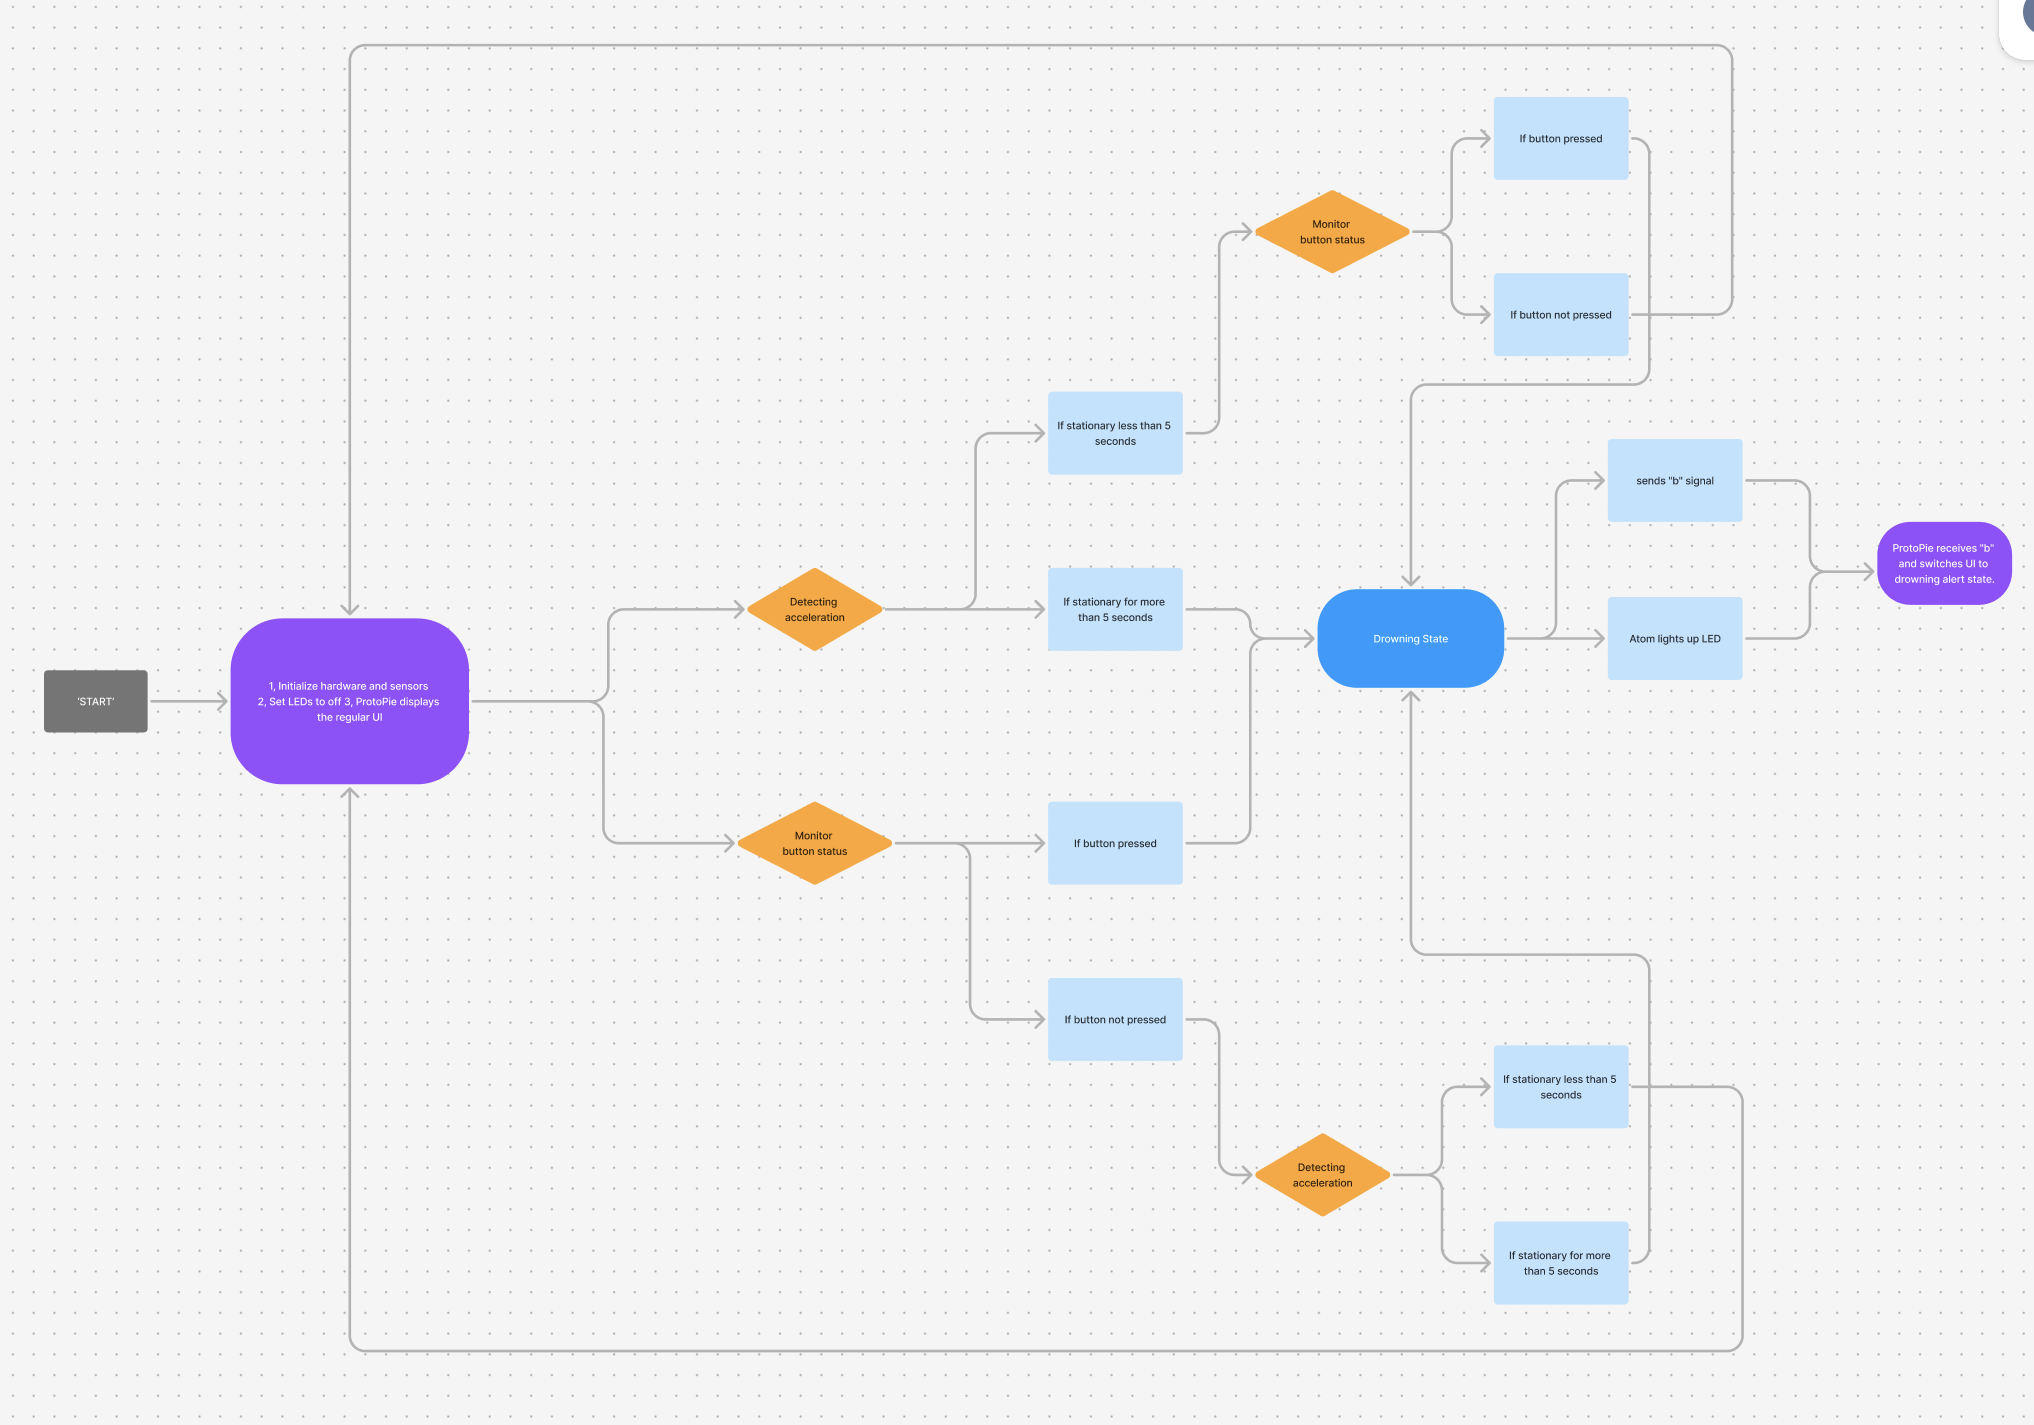 'START'
1, Initialize hardware and sensors
2, Set LEDs to off 3, ProtoPie displays
the regular UI
Detecting
acceleration
Monitor
button status
If stationary less than 5
seconds
If stationary for more
than 5 seconds
If button pressed
If button not pressed
Monitor
button status
If button pressed
If button not pressed
Detecting
acceleration
If stationary less than 5
seconds
If stationary for more
than 5 seconds
Drowning State
sends "b" signal
Atom lights up LED
ProtoPie receives "b"
and switches UI to
drowning alert state.